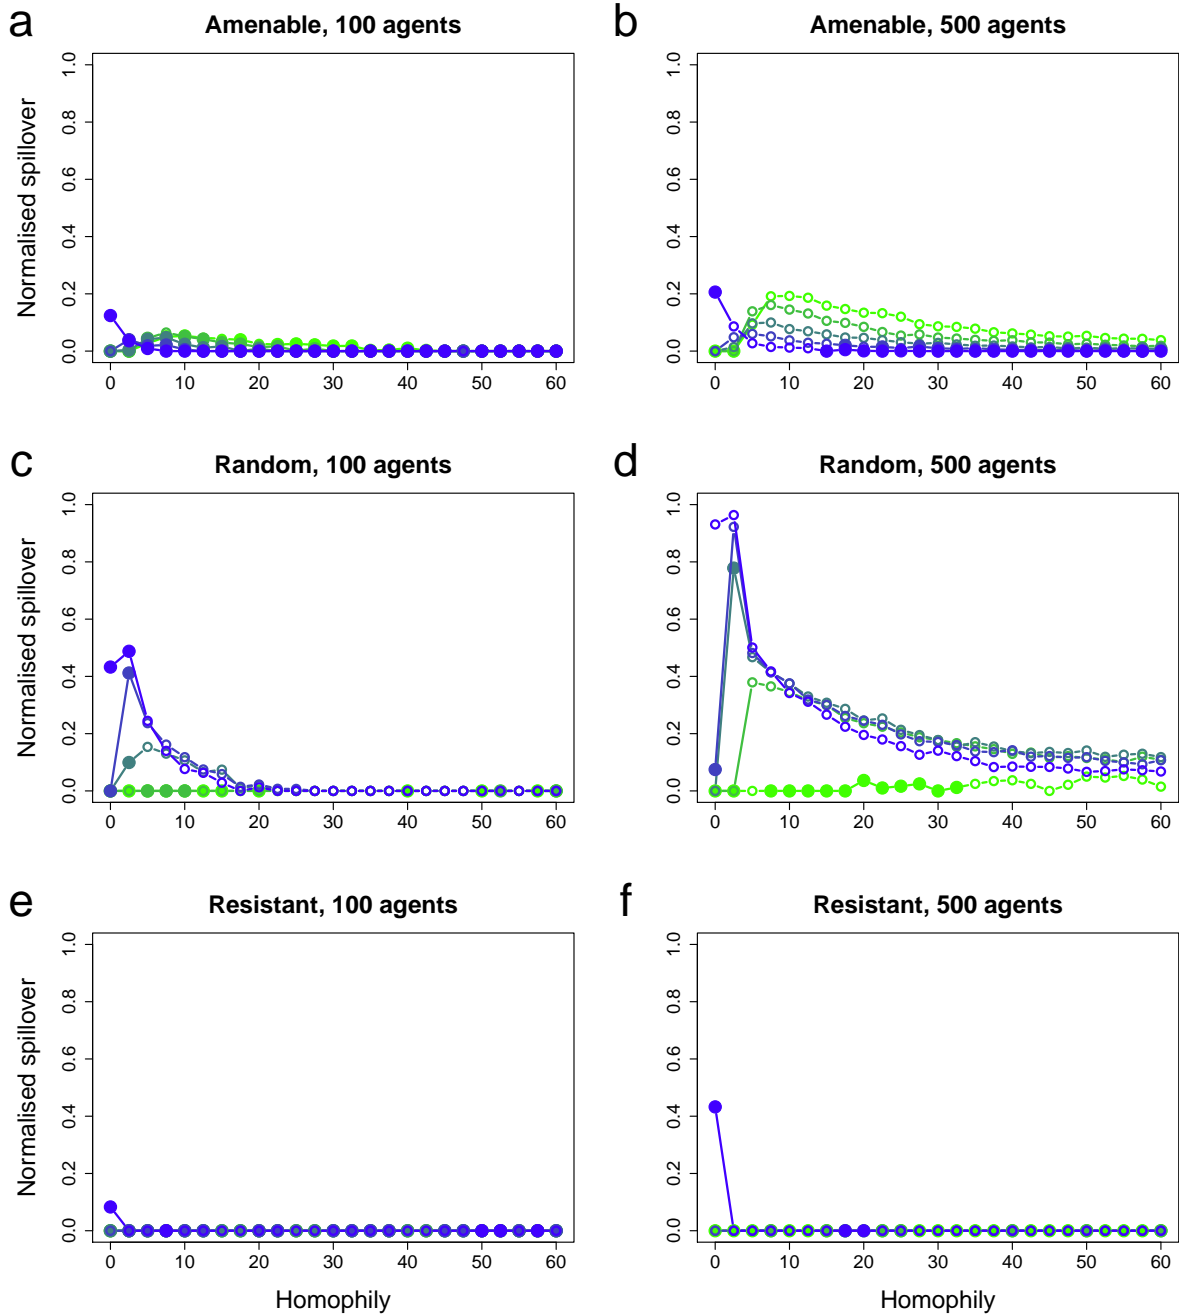 a
Amenable, 100 agents
Normalised spillover
0.0 0.2 0.4 0.6 0.8 1.0
0 10 20 30 40 50 60
b
Amenable, 500 agents
0.0 0.2 0.4 0.6 0.8 1.0
0 10 20 30 40 50 60
c
Random, 100 agents
Normalised spillover
0.0 0.2 0.4 0.6 0.8 1.0
0 10 20 30 40 50 60
d
Random, 500 agents
0.0 0.2 0.4 0.6 0.8 1.0
0 10 20 30 40 50 60
e
Resistant, 100 agents
Normalised spillover
0.0 0.2 0.4 0.6 0.8 1.0
0 10 20 30 40 50 60
Homophily
f
Resistant, 500 agents
0.0 0.2 0.4 0.6 0.8 1.0
0 10 20 30 40 50 60
Homophily